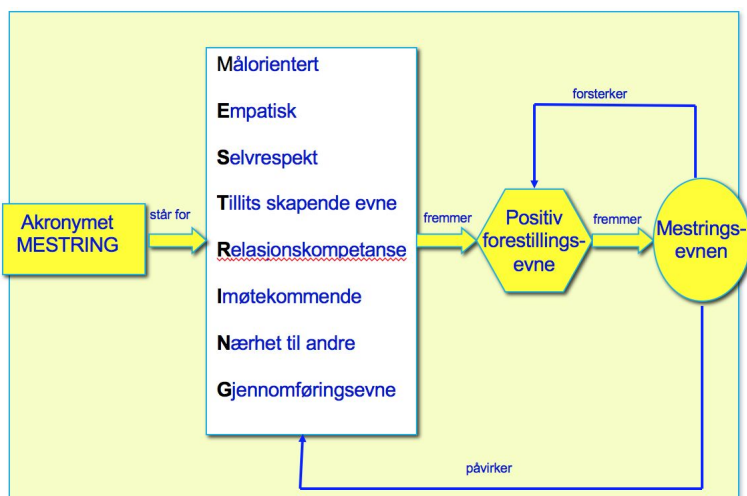 Akronymet
MESTRING
står for
Målorientert
Empatisk
Selvrespekt
Tillits skapende evne
Relasjonskompetanse
Imøtekommende
Nærhet til andre
Gjennomføringsevne
fremmer
Positiv
forestillings-
evne
fremmer
Mestrings-
evnen
forsterker
påvirker